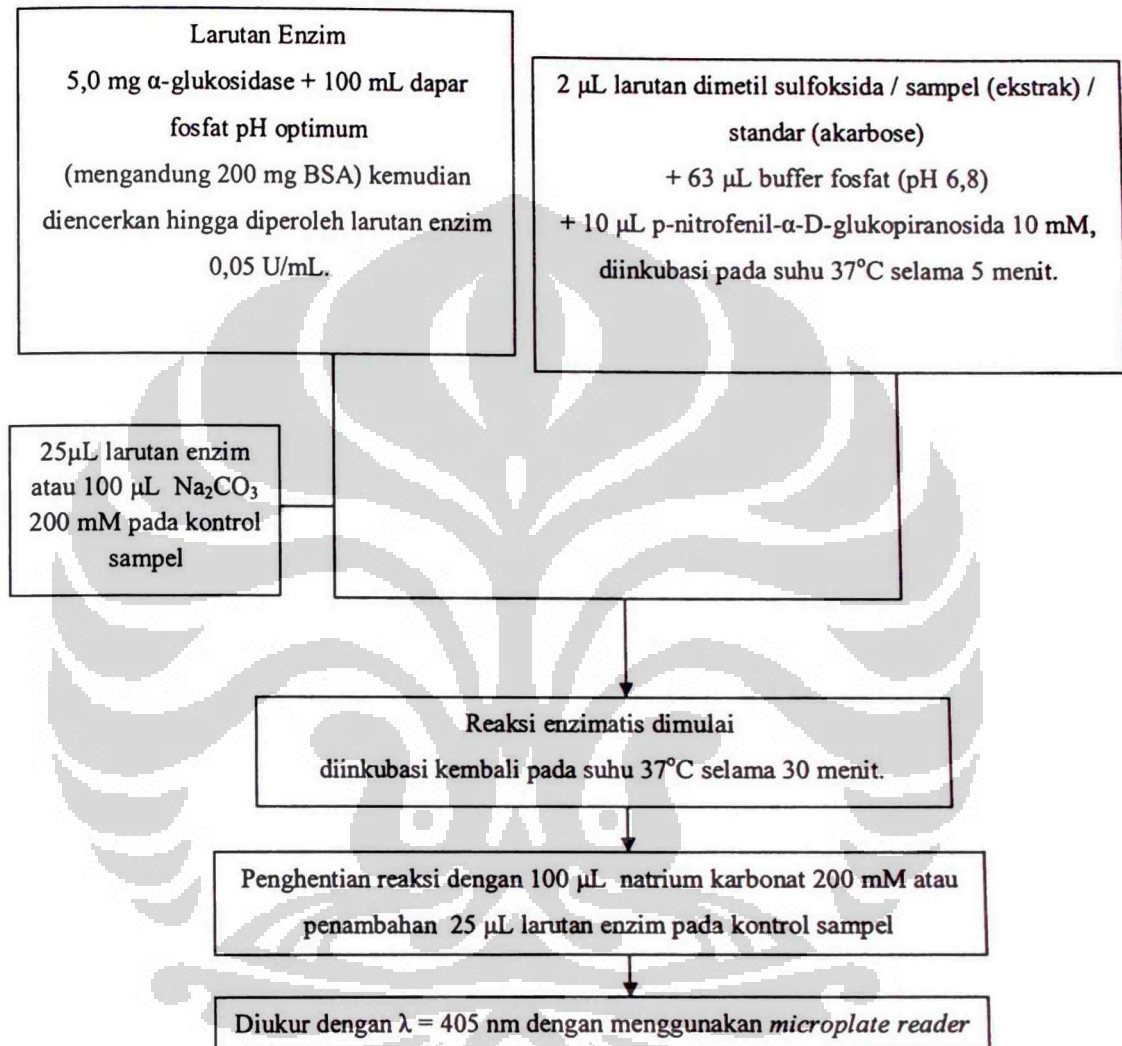 Larutan Enzim
5,0 mg α-glukosidase + 100 mL dapar
fosfat pH optimum
(mengandung 200 mg BSA) kemudian
diencerkan hingga diperoleh larutan enzim
0,05 U/mL.
2 μL larutan dimetil sulfoksida / sampel (ekstrak) /
standar (akarbose)
+ 63 μL buffer fosfat (pH 6,8)
+ 10 μL p-nitrofenil-α-D-glukopiranosida 10 mM,
diinkubasi pada suhu 37°C selama 5 menit.
25μL larutan enzim
atau 100 μL Na₂CO₃
200 mM pada kontrol
sampel
Reaksi enzimatis dimulai
diinkubasi kembali pada suhu 37°C selama 30 menit.
Penghentian reaksi dengan 100 μL natrium karbonat 200 mM atau
penambahan 25 μL larutan enzim pada kontrol sampel
Diukur dengan λ = 405 nm dengan menggunakan microplate reader